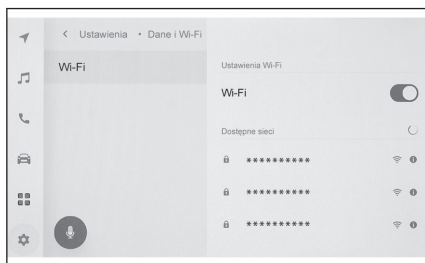 < Ustawienia • Dane i Wi-Fi
Wi-Fi
Ustawienia Wi-Fi
Wi-Fi
Dostępne sieci
**********
**********
**********